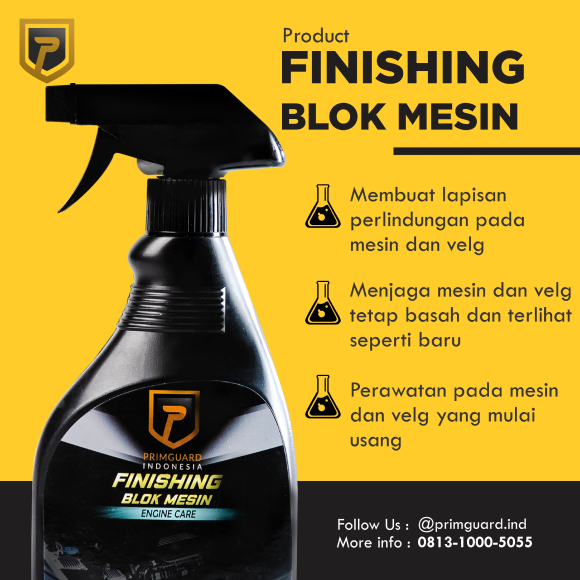 Product
FINISHING
BLOK MESIN
Membuat lapisan
perlindungan pada
mesin dan velg
Menjaga mesin dan velg
tetap basah dan terlihat
seperti baru
Perawatan pada mesin
dan velg yang mulai
usang
PRIMGUARD
INDONESIA
FINISHING
BLOK MESIN
ENGINE CARE
Follow Us : @primguard.ind
More info : 0813-1000-5055